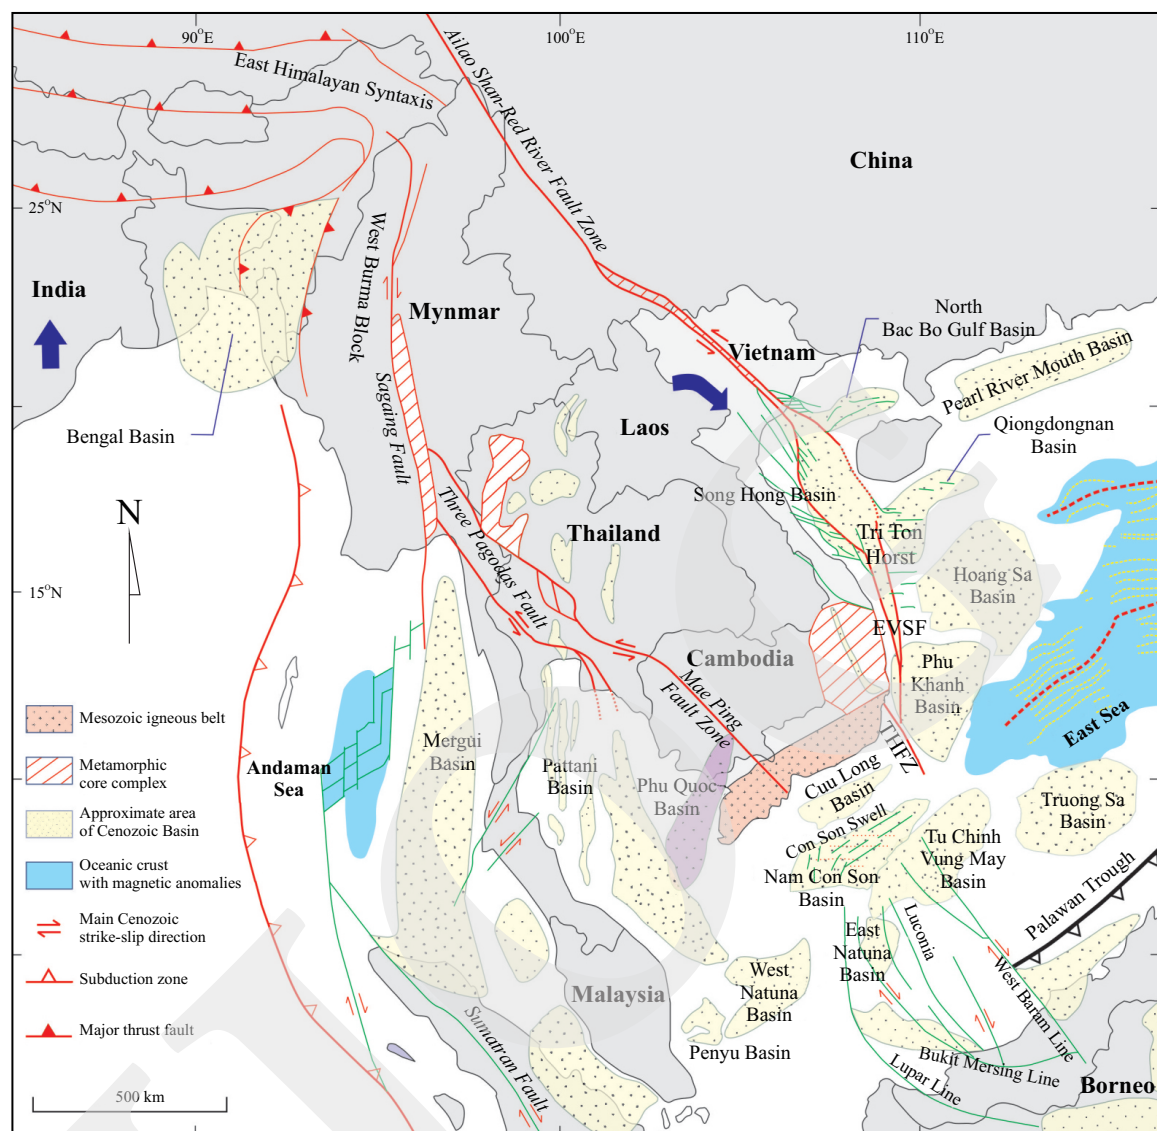 90°E
100°E
110°E
East Himalayan Syntaxis
Ailao Shan-Red River Fault Zone
China
25°N
India
West Burma Block
Mynmar
North
Bac Bo Gulf Basin
Vietnam
Pearl River Mouth Basin
Bengal Basin
Sagaing Fault
Laos
Qiongdongnan
Basin
Song Hong Basin
N
Three Pagodas Fault
Thailand
Tri Ton
Horst
Hoang Sa
Basin
15°N
EVSF
Cambodia
Phu
Khanh
Basin
Mae Ping
Fault Zone
East Sea
THFZ
Mesozoic igneous belt
Metamorphic
core complex
Approximate area
of Cenozoic Basin
Oceanic crust
with magnetic anomalies
Main Cenozoic
strike-slip direction
Subduction zone
Major thrust fault
500 km
Andaman
Sea
Mergui
Basin
Pattani
Basin
Phu Quoc
Basin
Cuu Long
Basin
Truong Sa
Basin
Con Son Swell
Tu Chinh
Vung May
Basin
Nam Con Son
Basin
Palawan Trough
East
Natuna
Basin
Luconia
West Baram Line
West
Natuna
Basin
Malaysia
Penyu Basin
Sumatran Fault
Bukit Mersing Line
Lupar Line
Borneo